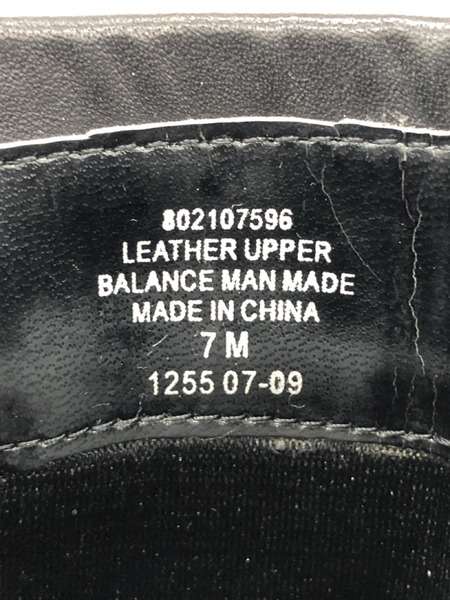 802107596
LEATHER UPPER
BALANCE MAN MADE
MADE IN CHINA
7 M
1255 07-09